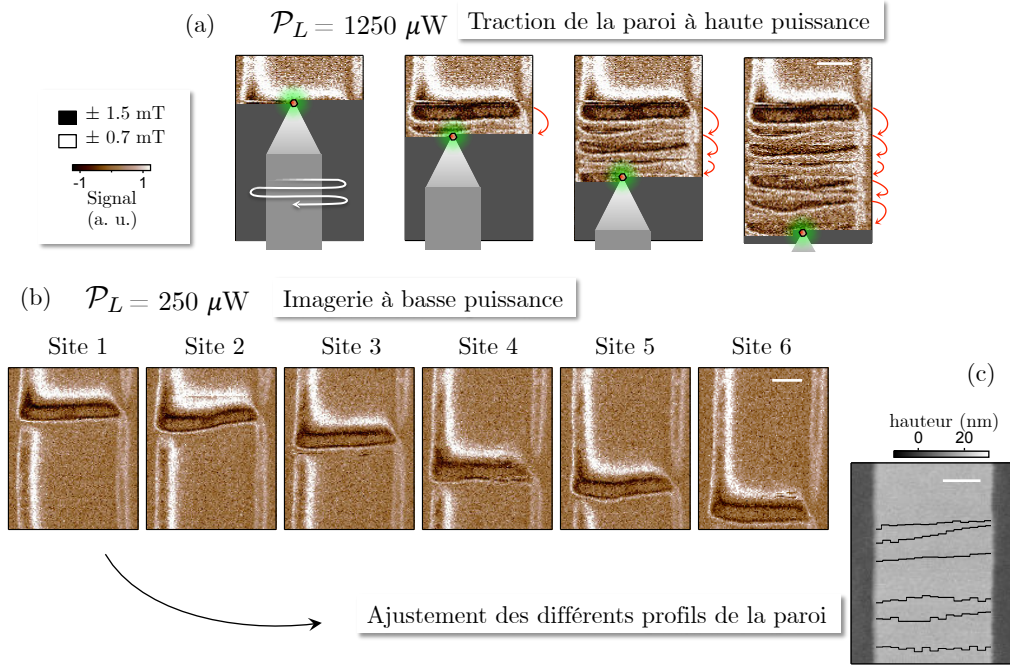 (a)
𝒫L = 1250 μW
Traction de la paroi à haute puissance
± 1.5 mT
± 0.7 mT
-1 1
Signal
(a. u.)
(b)
𝒫L = 250 μW
Imagerie à basse puissance
Site 1 Site 2 Site 3 Site 4 Site 5 Site 6
(c)
hauteur (nm)
0 20
Ajustement des différents profils de la paroi